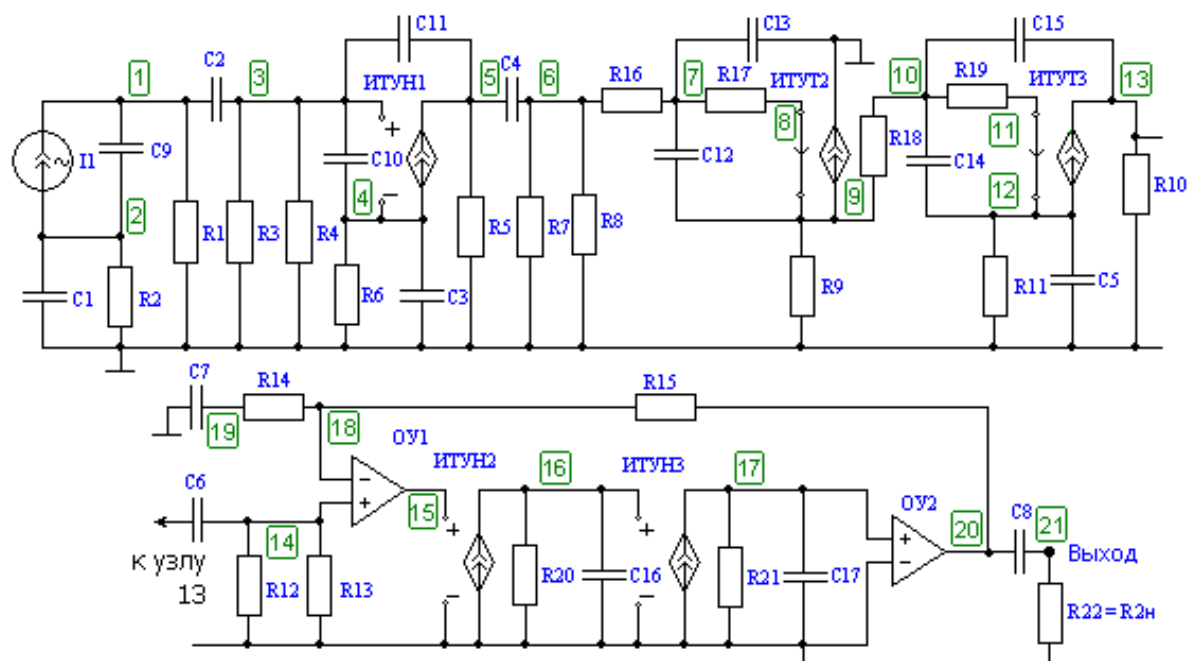 C11
C13
C15
C2
C4
1
3
ИТУН1
5
6
R16
7
R17
ИТУТ2
10
R19
ИТУТ3
13
I1
C9
C10
8
R18
11
C12
C14
R10
2
4
9
12
C1
R2
R1
R3
R4
R6
C3
R5
R7
R8
R9
R11
C5
C7
R14
R15
19
18
ОУ1
ИТУН2
16
ИТУН3
17
C6
15
ОУ2
20
C8
21
Выход
14
к узлу
13
R12
R13
R20
C16
R21
C17
R22=R2н